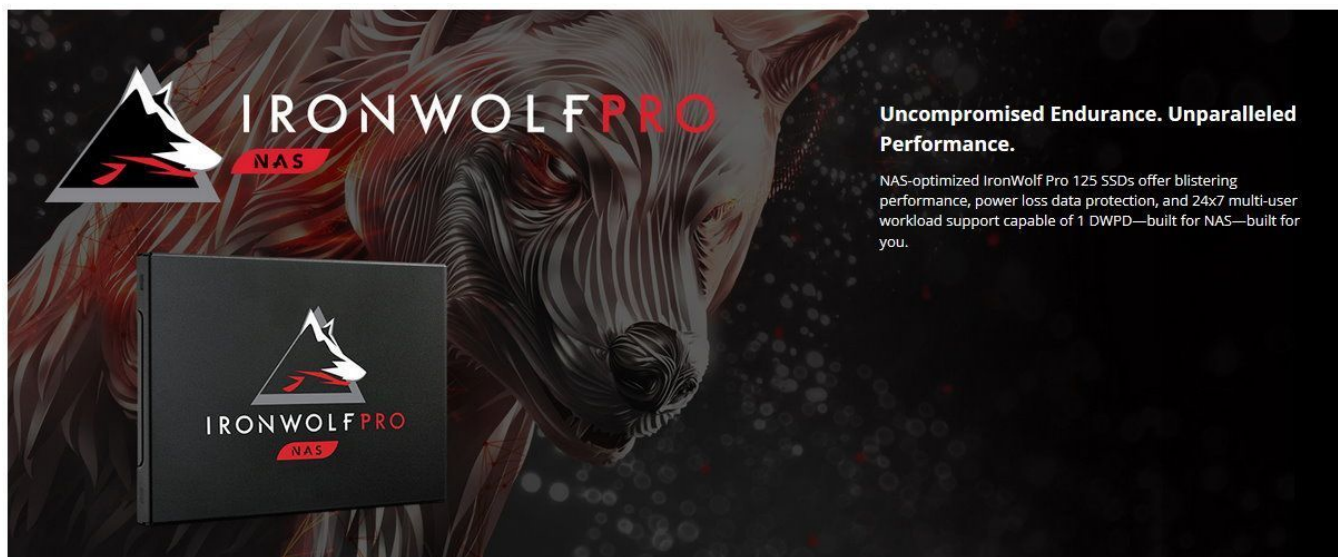 IRONWOLFPRO
NAS
Uncompromised Endurance. Unparalleled
Performance.
NAS-optimized IronWolf Pro 125 SSDs offer blistering
performance, power loss data protection, and 24x7 multi-user
workload support capable of 1 DWPD—built for NAS—built for
you.
IRONWOLFPRO
NAS